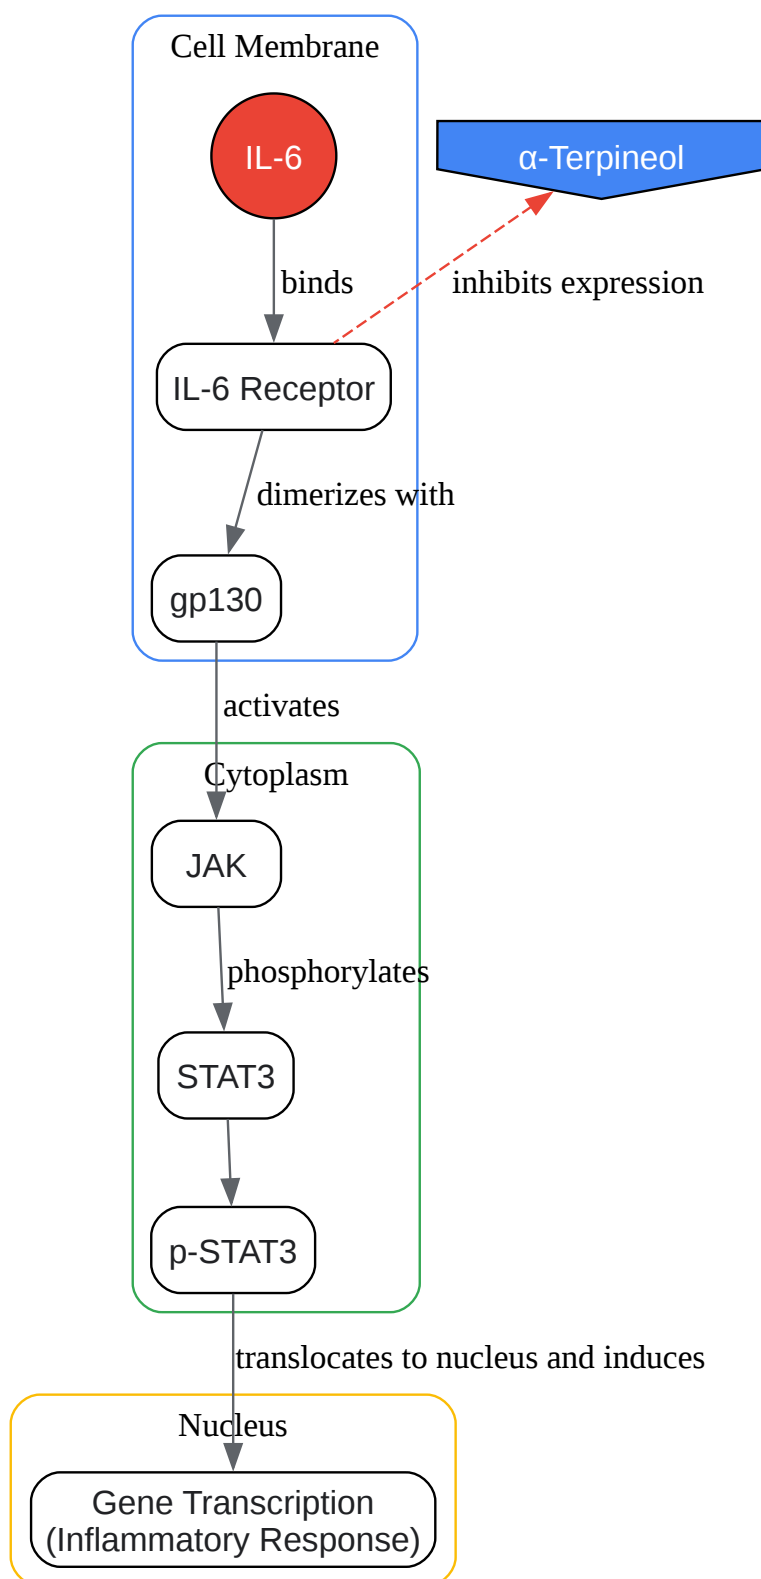 Cell Membrane
IL-6
α-Terpineol
binds
inhibits expression
IL-6 Receptor
dimerizes with
gp130
activates
Cytoplasm
JAK
phosphorylates
STAT3
p-STAT3
translocates to nucleus and induces
Nucleus
Gene Transcription
(Inflammatory Response)